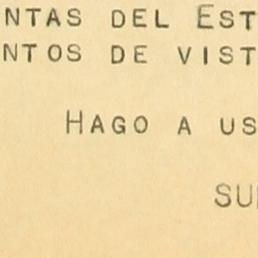 NTAS DEL EST
NTOS DE VIST
HAGO A US
SU